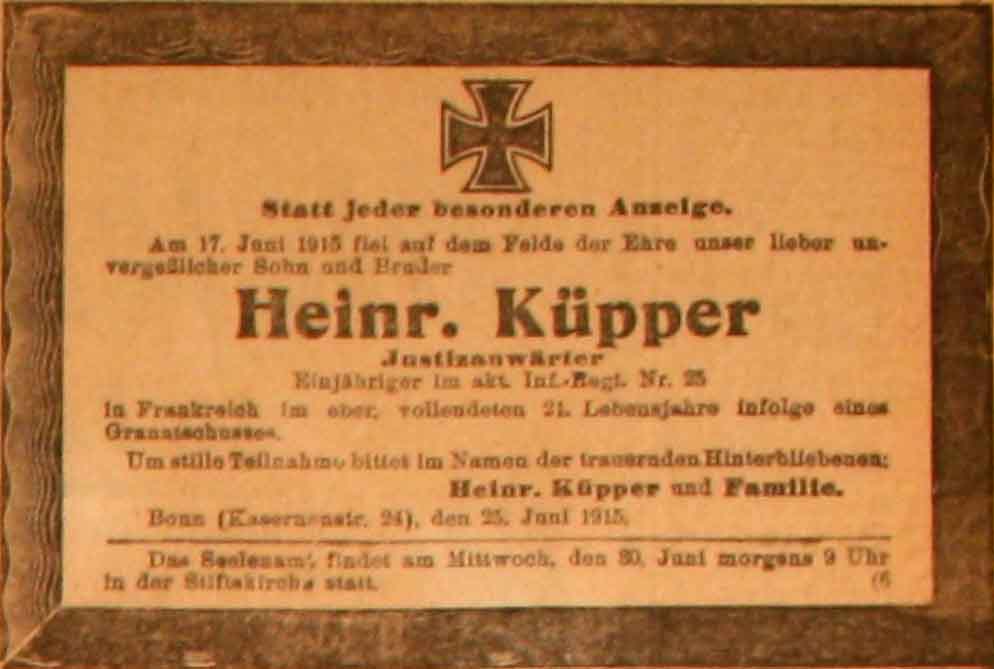 Statt jeder besonderen Anzeige.
Am 17. Juni 1915 fiel auf dem Felde der Ehre unser lieber un-
vergeßlicher Sohn und Bruder
Heinr. Küpper
Justizanwärter
Einjähriger im akt. Inf.-Regt. Nr. 25
in Frankreich im eber. vollendeten 21. Lebensjahre infolge eines
Granatschusses.
Um stille Teilnahme bittet im Namen der trauernden Hinterbliebenen:
Heinr. Küpper und Familie.
Bonn (Kasernenstr. 24), den 25. Juni 1915.
Das Seelenamt findet am Mittwoch, den 30. Juni morgens 9 Uhr
in der Stiftskirche statt. (6